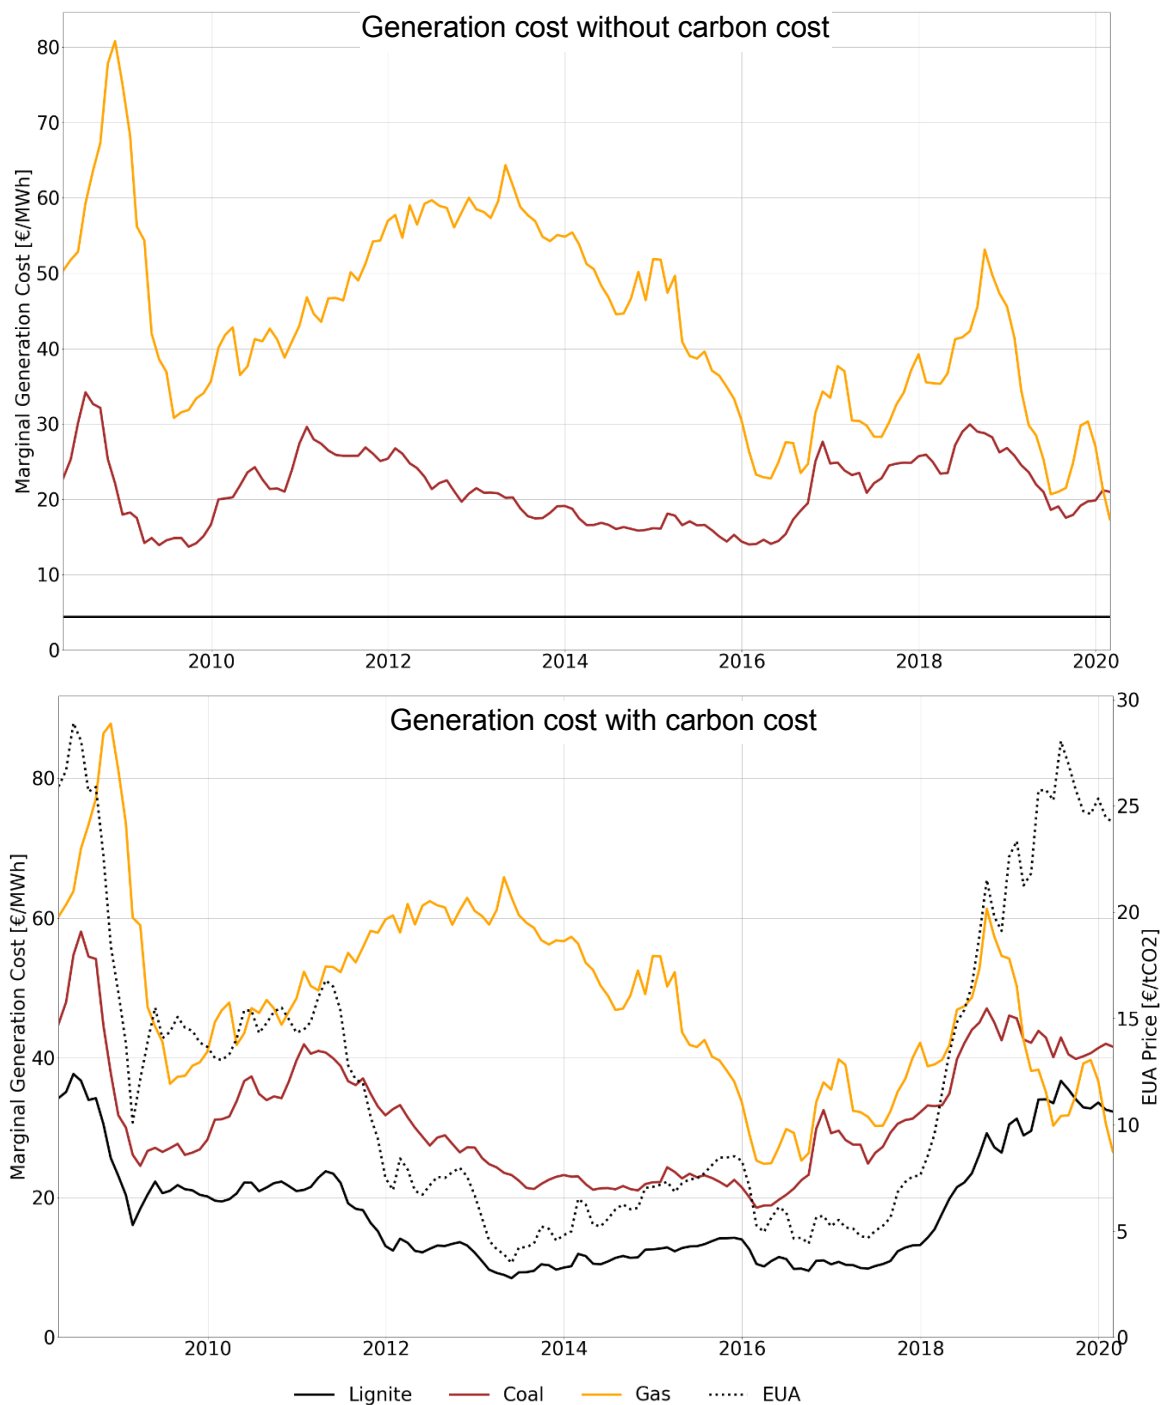 Generation cost without carbon cost
Marginal Generation Cost [€/MWh]
80
70
60
50
40
30
20
10
0
2010 2012 2014 2016 2018 2020
Generation cost with carbon cost
Marginal Generation Cost [€/MWh]
80
60
40
20
0
30
25
20
15
10
5
0
EUA Price [€/tCO2]
2010 2012 2014 2016 2018 2020
Lignite Coal Gas EUA